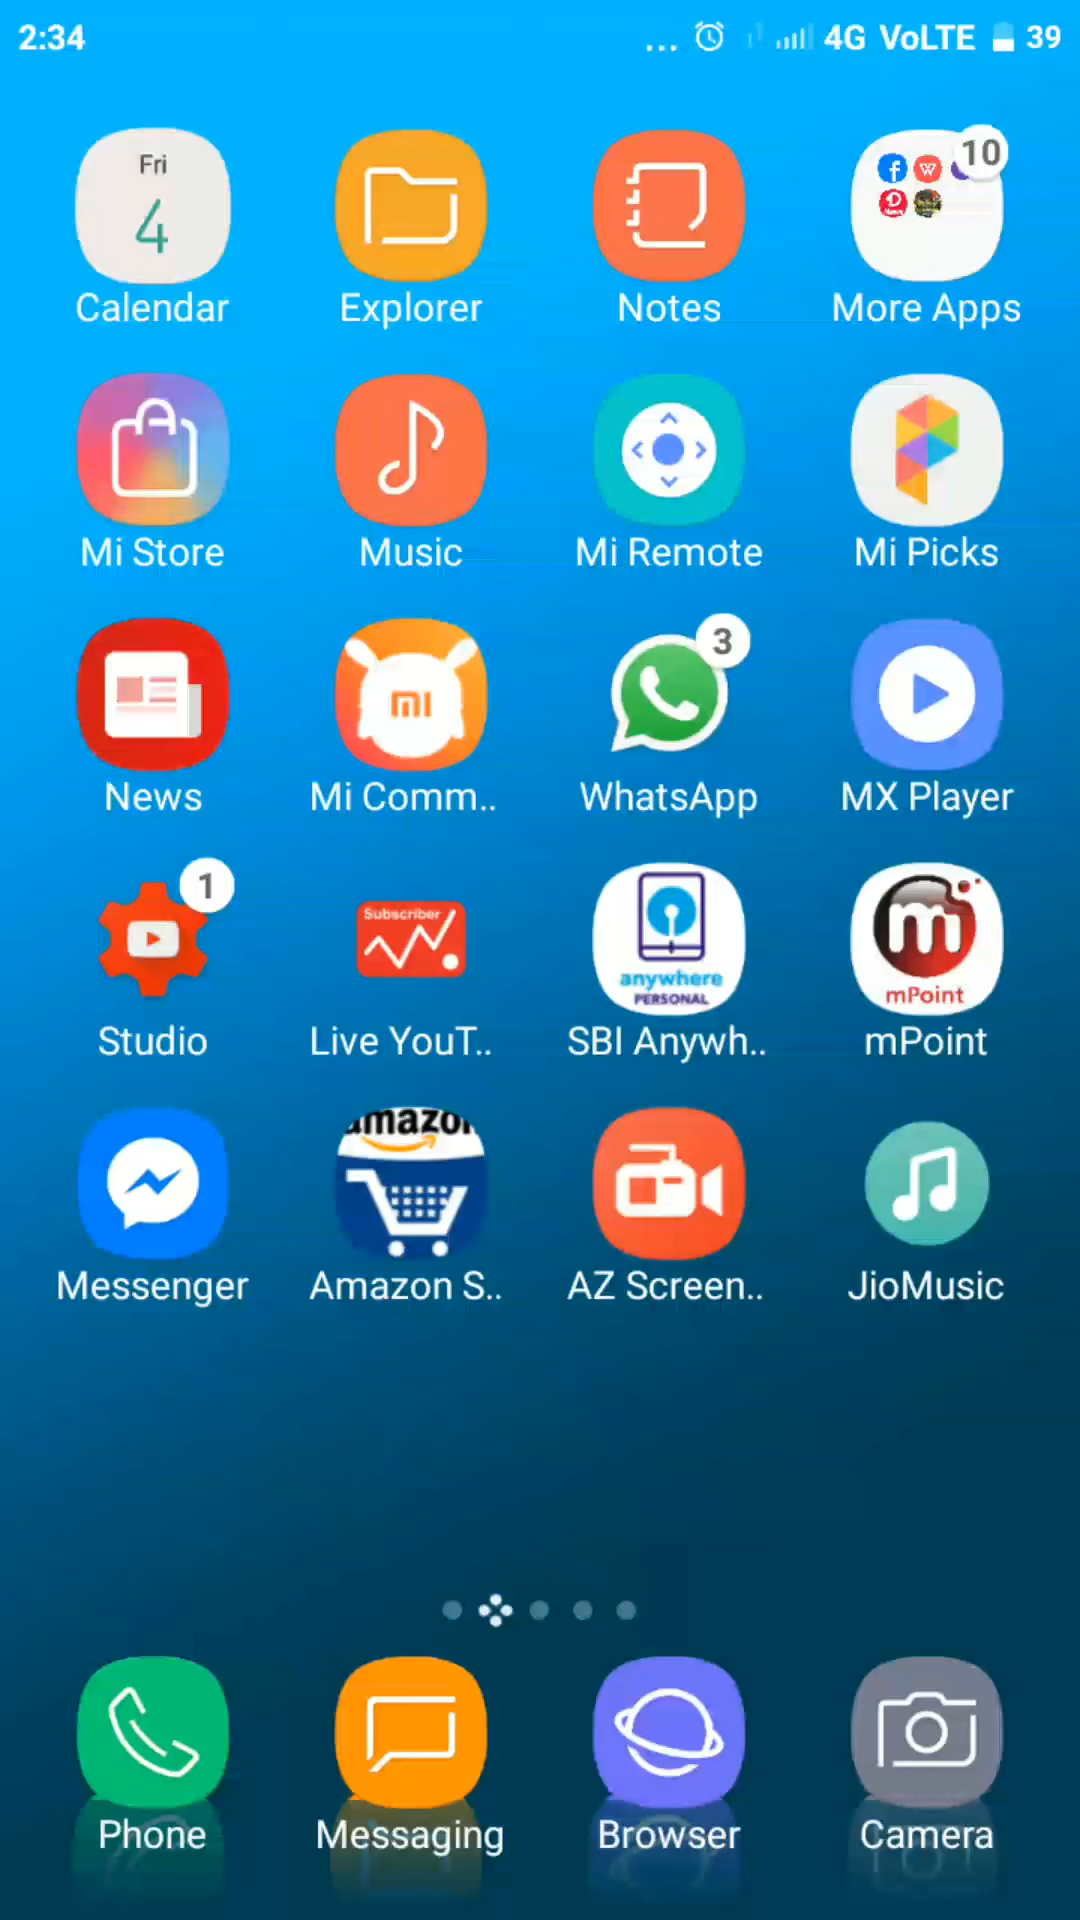 2:34 ... 4G VoLTE 39
Fri
4
10
Calendar Explorer Notes More Apps
Mi Store Music Mi Remote Mi Picks
mi
3
News Mi Comm.. WhatsApp MX Player
1
Subscriber
anywhere
PERSONAL
m
mPoint
Studio Live YouT.. SBI Anywh.. mPoint
amazon
Messenger Amazon S.. AZ Screen.. JioMusic
Phone Messaging Browser Camera